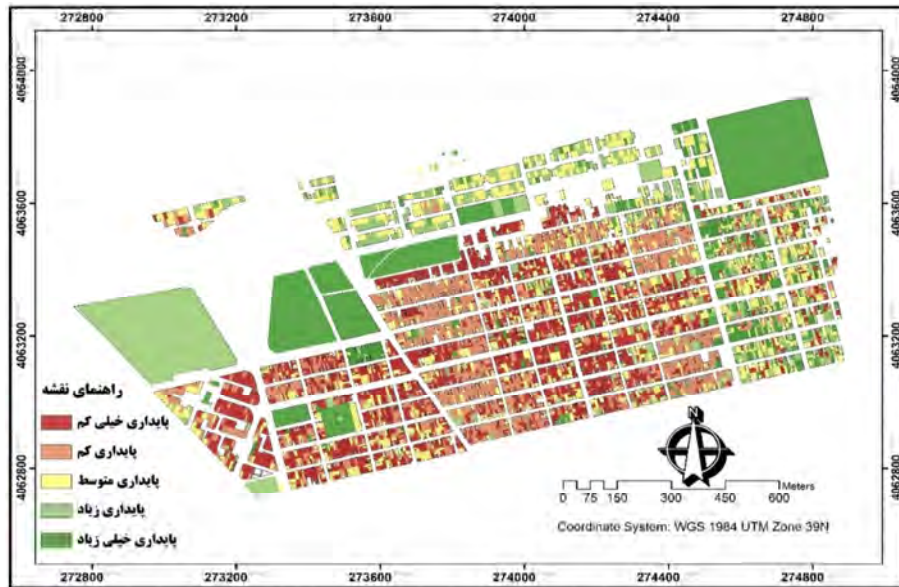 272800 273200 273600 274000 274400 274800
4064000 4064000
4063600 4063600
4063200 4063200
4062800 4062800
راهنمای نقشه
پایداری خیلی کم
پایداری کم
پایداری متوسط
پایداری زیاد
پایداری خیلی زیاد
N
0 75 150 300 450 600 Meters
Coordinate System: WGS 1984 UTM Zone 39N
272800 273200 273600 274000 274400 274800